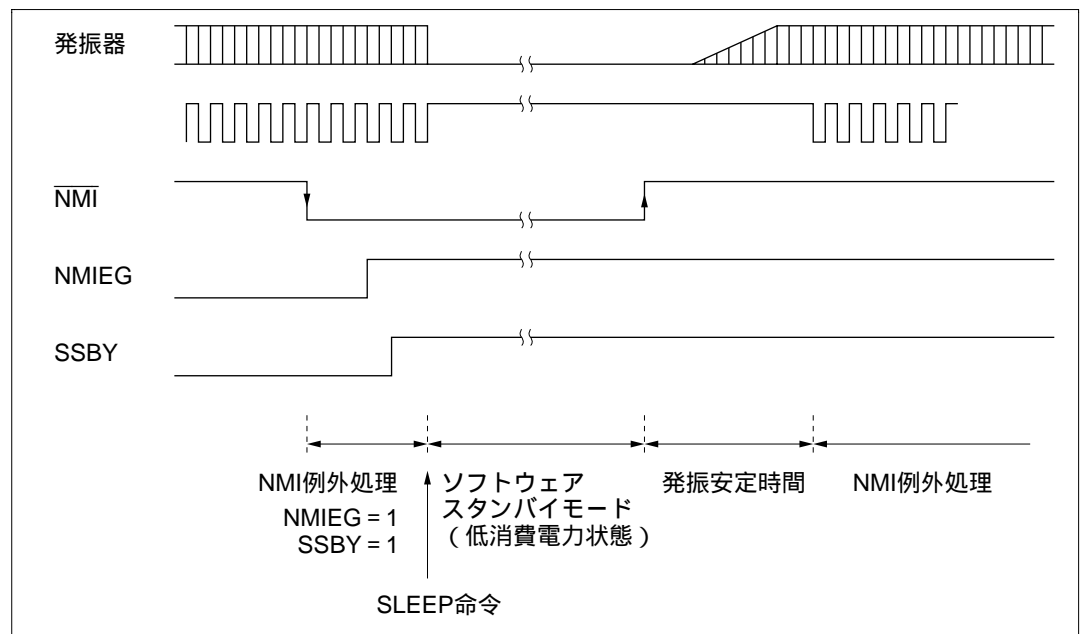 発振器
NMI
NMIEG
SSBY
NMI例外処理
NMIEG = 1
SSBY = 1
ソフトウェア
スタンバイモード
（低消費電力状態）
発振安定時間
NMI例外処理
SLEEP命令